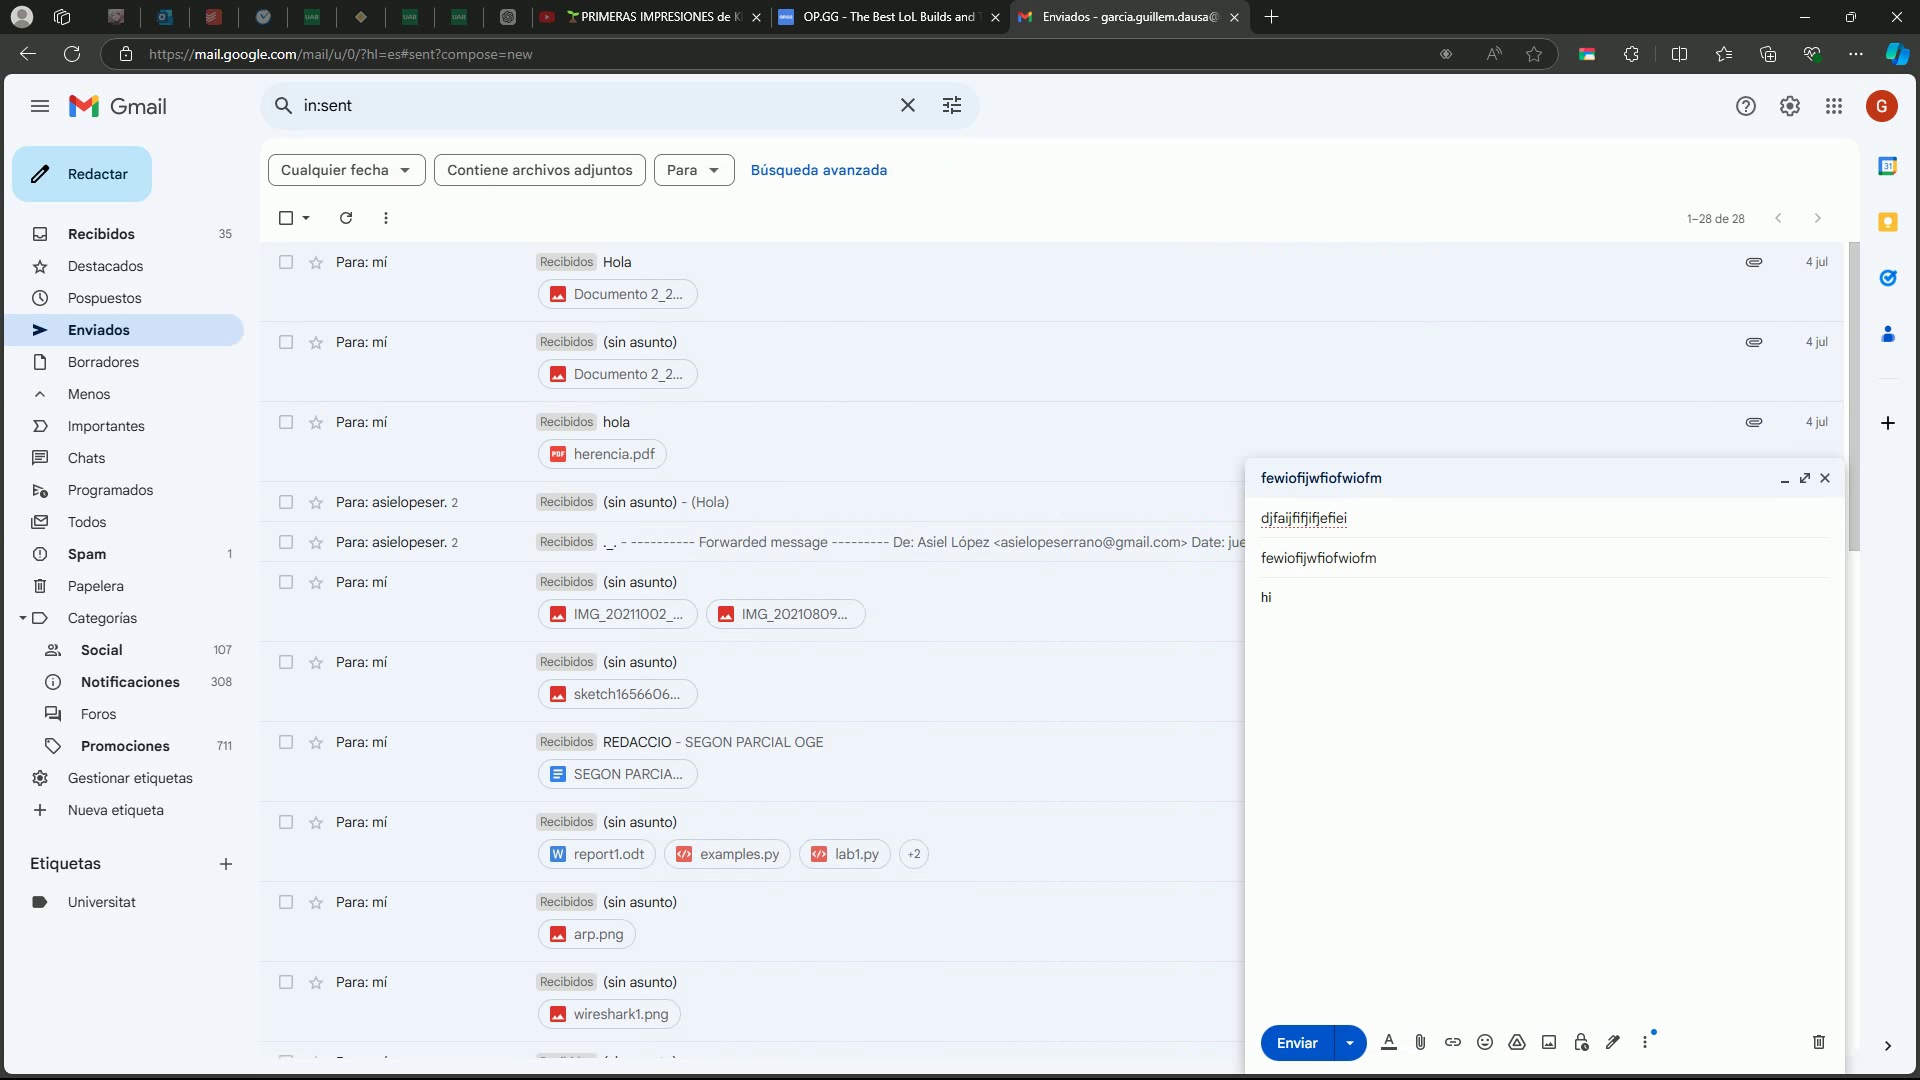 PRIMERAS IMPRESIONES de K
OP.GG - The Best LoL Builds and T
Enviados - garcia.guillem.dausa@
https://mail.google.com/mail/u/0/?hl=es#sent?compose=new
Gmail
in:sent
G
Redactar
Cualquier fecha
Contiene archivos adjuntos
Para
Búsqueda avanzada
1–28 de 28
Recibidos 35
Destacados
Pospuestos
Enviados
Borradores
Menos
Importantes
Chats
Programados
Todos
Spam 1
Papelera
Categorías
Social 107
Notificaciones 308
Foros
Promociones 711
Gestionar etiquetas
Nueva etiqueta
Etiquetas
Universitat
Para: mí Recibidos Hola 4 jul
Documento 2_2...
Para: mí Recibidos (sin asunto) 4 jul
Documento 2_2...
Para: mí Recibidos hola 4 jul
PDF herencia.pdf
Para: asielopeser. 2 Recibidos (sin asunto) - (Hola)
Para: asielopeser. 2 Recibidos ._. - ---------- Forwarded message --------- De: Asiel López <asielopeserrano@gmail.com> Date: jue
Para: mí Recibidos (sin asunto)
IMG_20211002_... IMG_20210809...
Para: mí Recibidos (sin asunto)
sketch1656606...
Para: mí Recibidos REDACCIO - SEGON PARCIAL OGE
SEGON PARCIA...
Para: mí Recibidos (sin asunto)
W report1.odt examples.py lab1.py +2
Para: mí Recibidos (sin asunto)
arp.png
Para: mí Recibidos (sin asunto)
wireshark1.png
fewiofijwfiofwiofm
djfaijfifjifjefiei
fewiofijwfiofwiofm
hi
Enviar
31